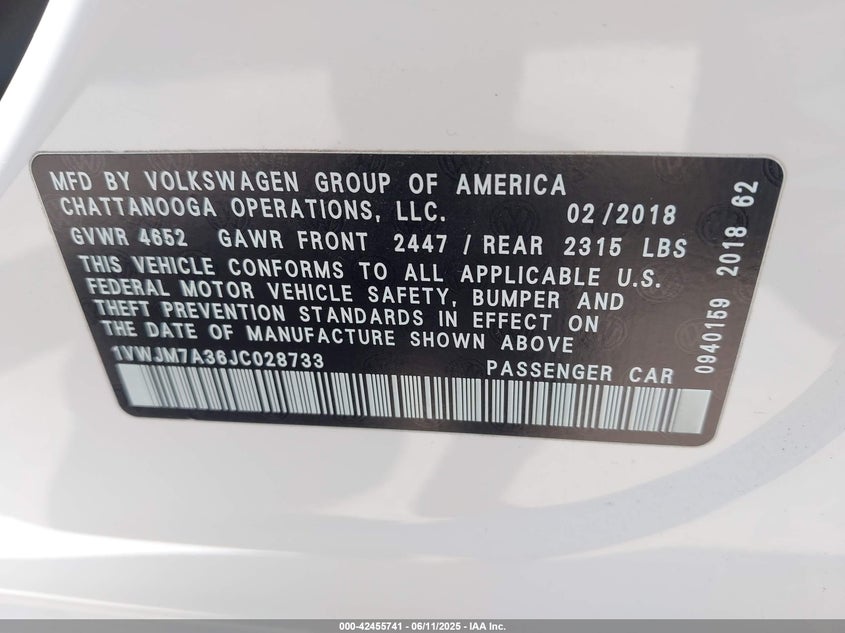 MFD BY VOLKSWAGEN GROUP OF AMERICA
CHATTANOOGA OPERATIONS, LLC. 02/2018
GVWR 4652 GAWR FRONT 2447 / REAR 2315 LBS
THIS VEHICLE CONFORMS TO ALL APPLICABLE U.S.
FEDERAL MOTOR VEHICLE SAFETY, BUMPER AND
THEFT PREVENTION STANDARDS IN EFFECT ON
THE DATE OF MANUFACTURE SHOWN ABOVE
1VWJM7A36JC028733 PASSENGER CAR
0940159 2018 62
000-42455741 - 06/11/2025 - IAA Inc.